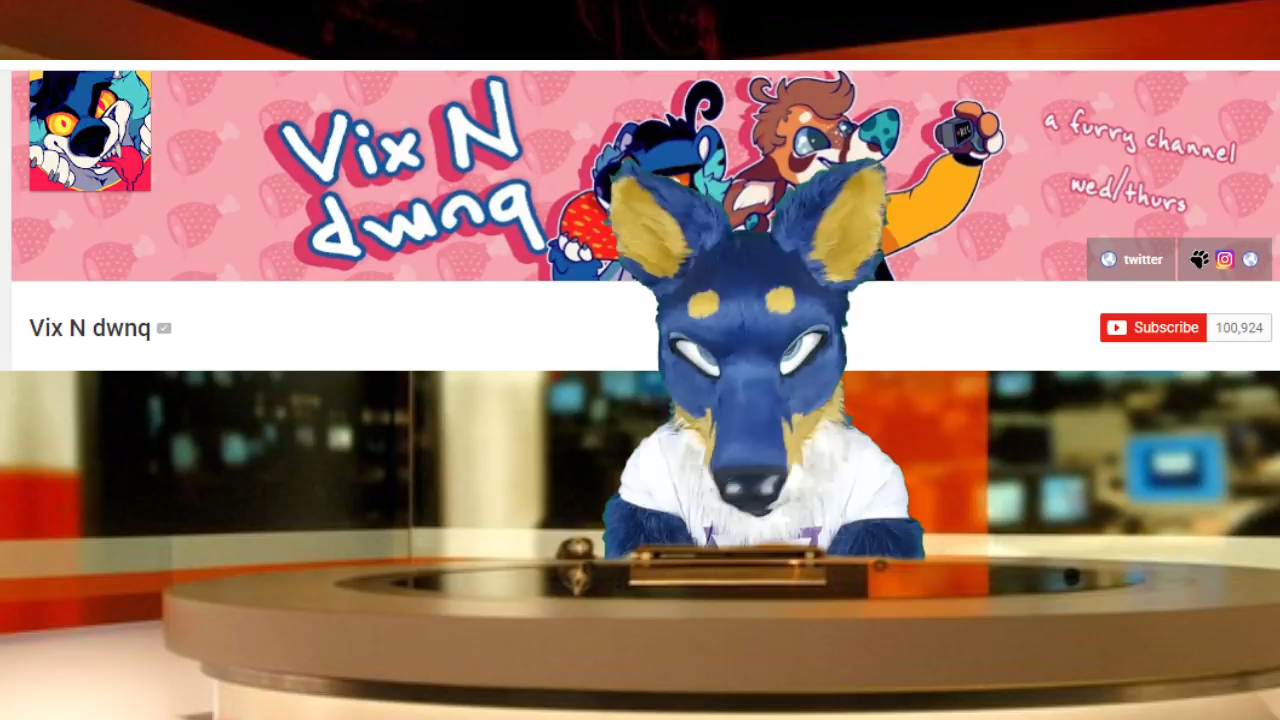 Vix N
dwnq
a furry channel
wed/thurs
twitter
Vix N dwnq
Subscribe 100,924